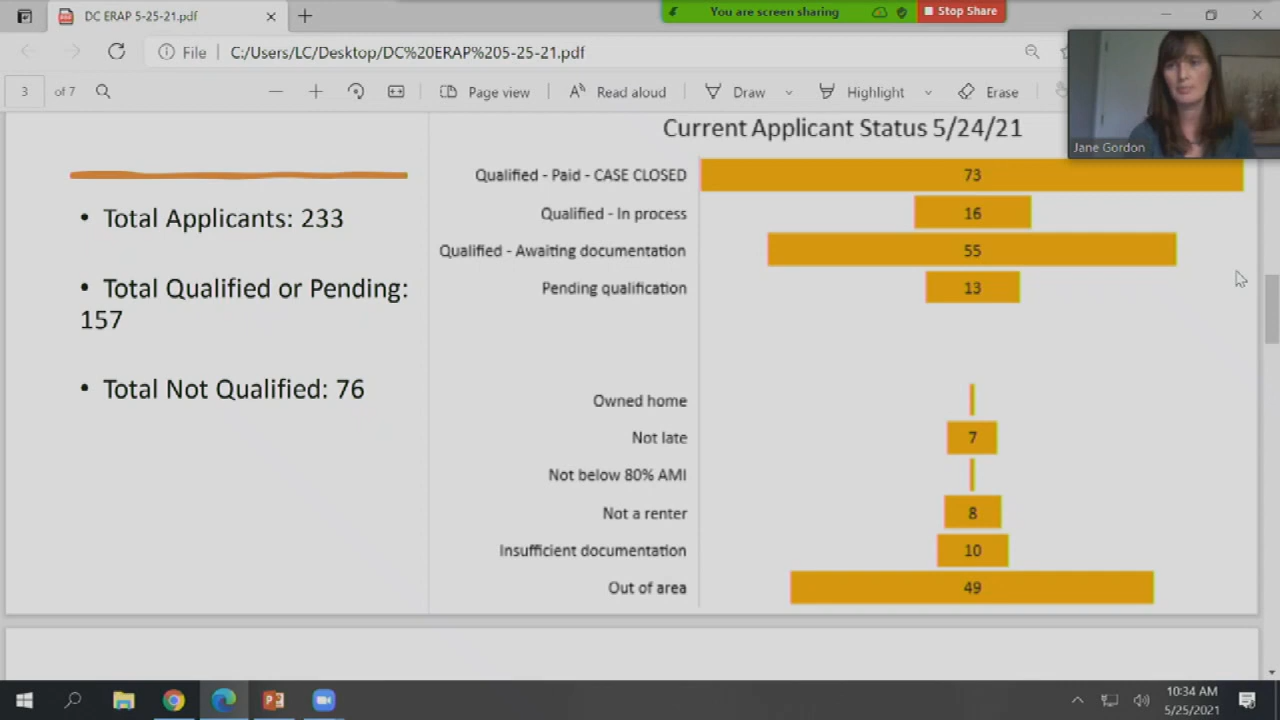 DC ERAP 5-25-21.pdf
You are screen sharing
Stop Share
File
C:/Users/LC/Desktop/DC%20ERAP%205-25-21.pdf
3 of 7
Page view
Read aloud
Draw
Highlight
Erase
Jane Gordon
• Total Applicants: 233
• Total Qualified or Pending:
157
• Total Not Qualified: 76
Current Applicant Status 5/24/21
Qualified - Paid - CASE CLOSED 73
Qualified - In process 16
Qualified - Awaiting documentation 55
Pending qualification 13
Owned home
Not late 7
Not below 80% AMI
Not a renter 8
Insufficient documentation 10
Out of area 49
10:34 AM
5/25/2021